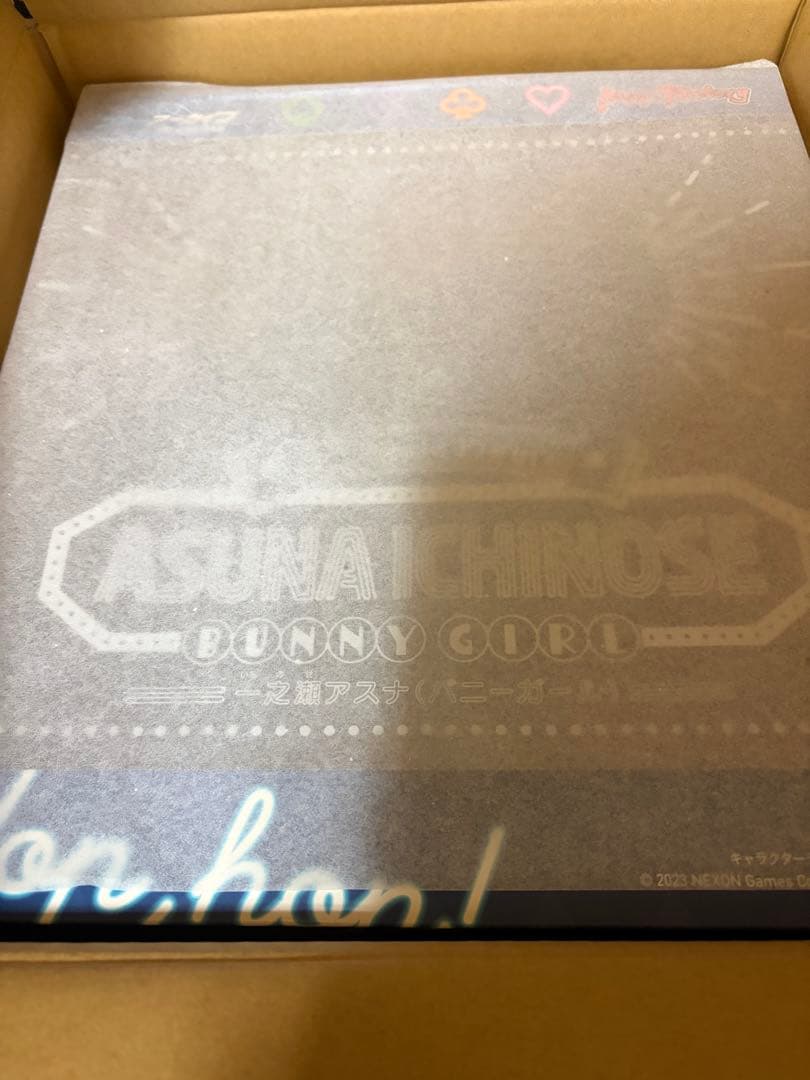 ASUNA ICHINOSE
BUNNY GIRL
一之瀬アスナ(バニーガール)
hop!
キャラクター
© 2023 NEXON Games Co